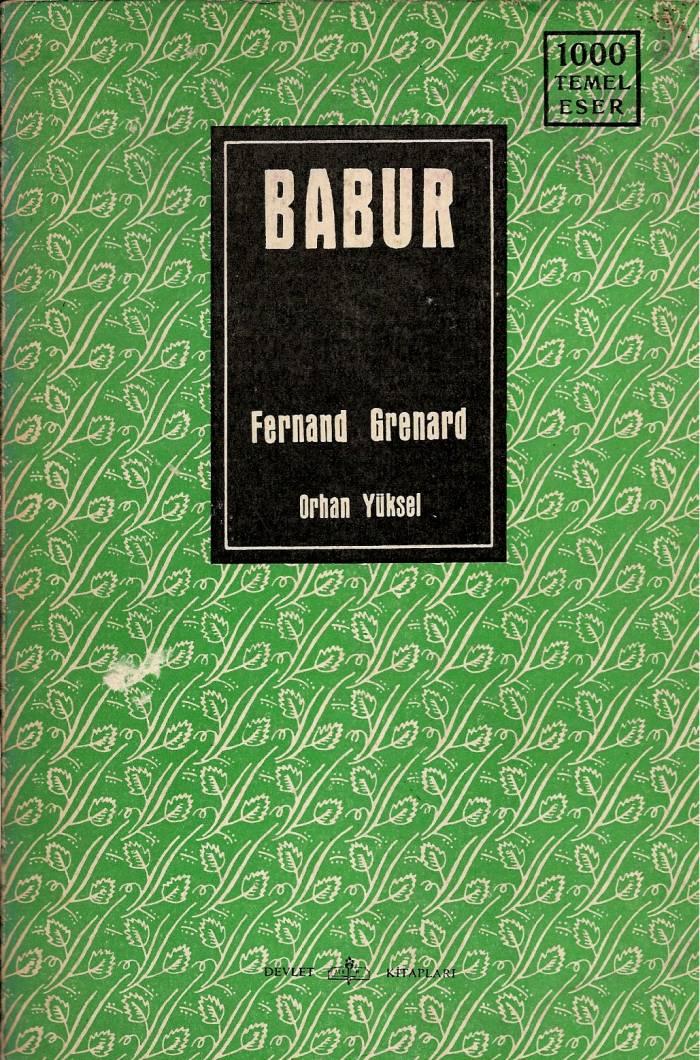 1000
TEMEL
ESER
BABUR
Fernand Grenard
Orhan Yüksel
DEVLET KİTAPLARI